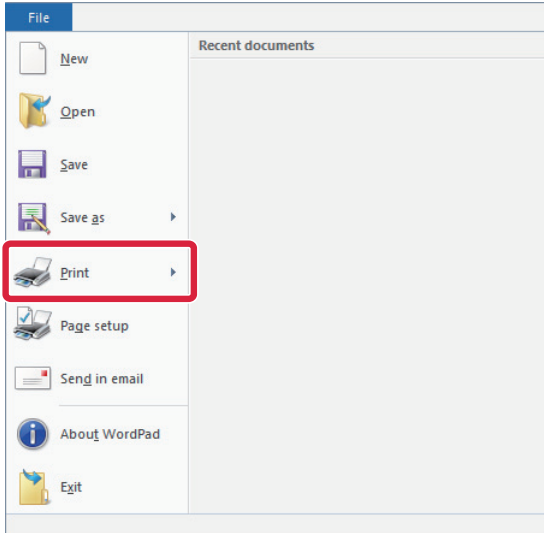 File
Recent documents
New
Open
Save
Save as
Print
Page setup
Send in email
About WordPad
Exit